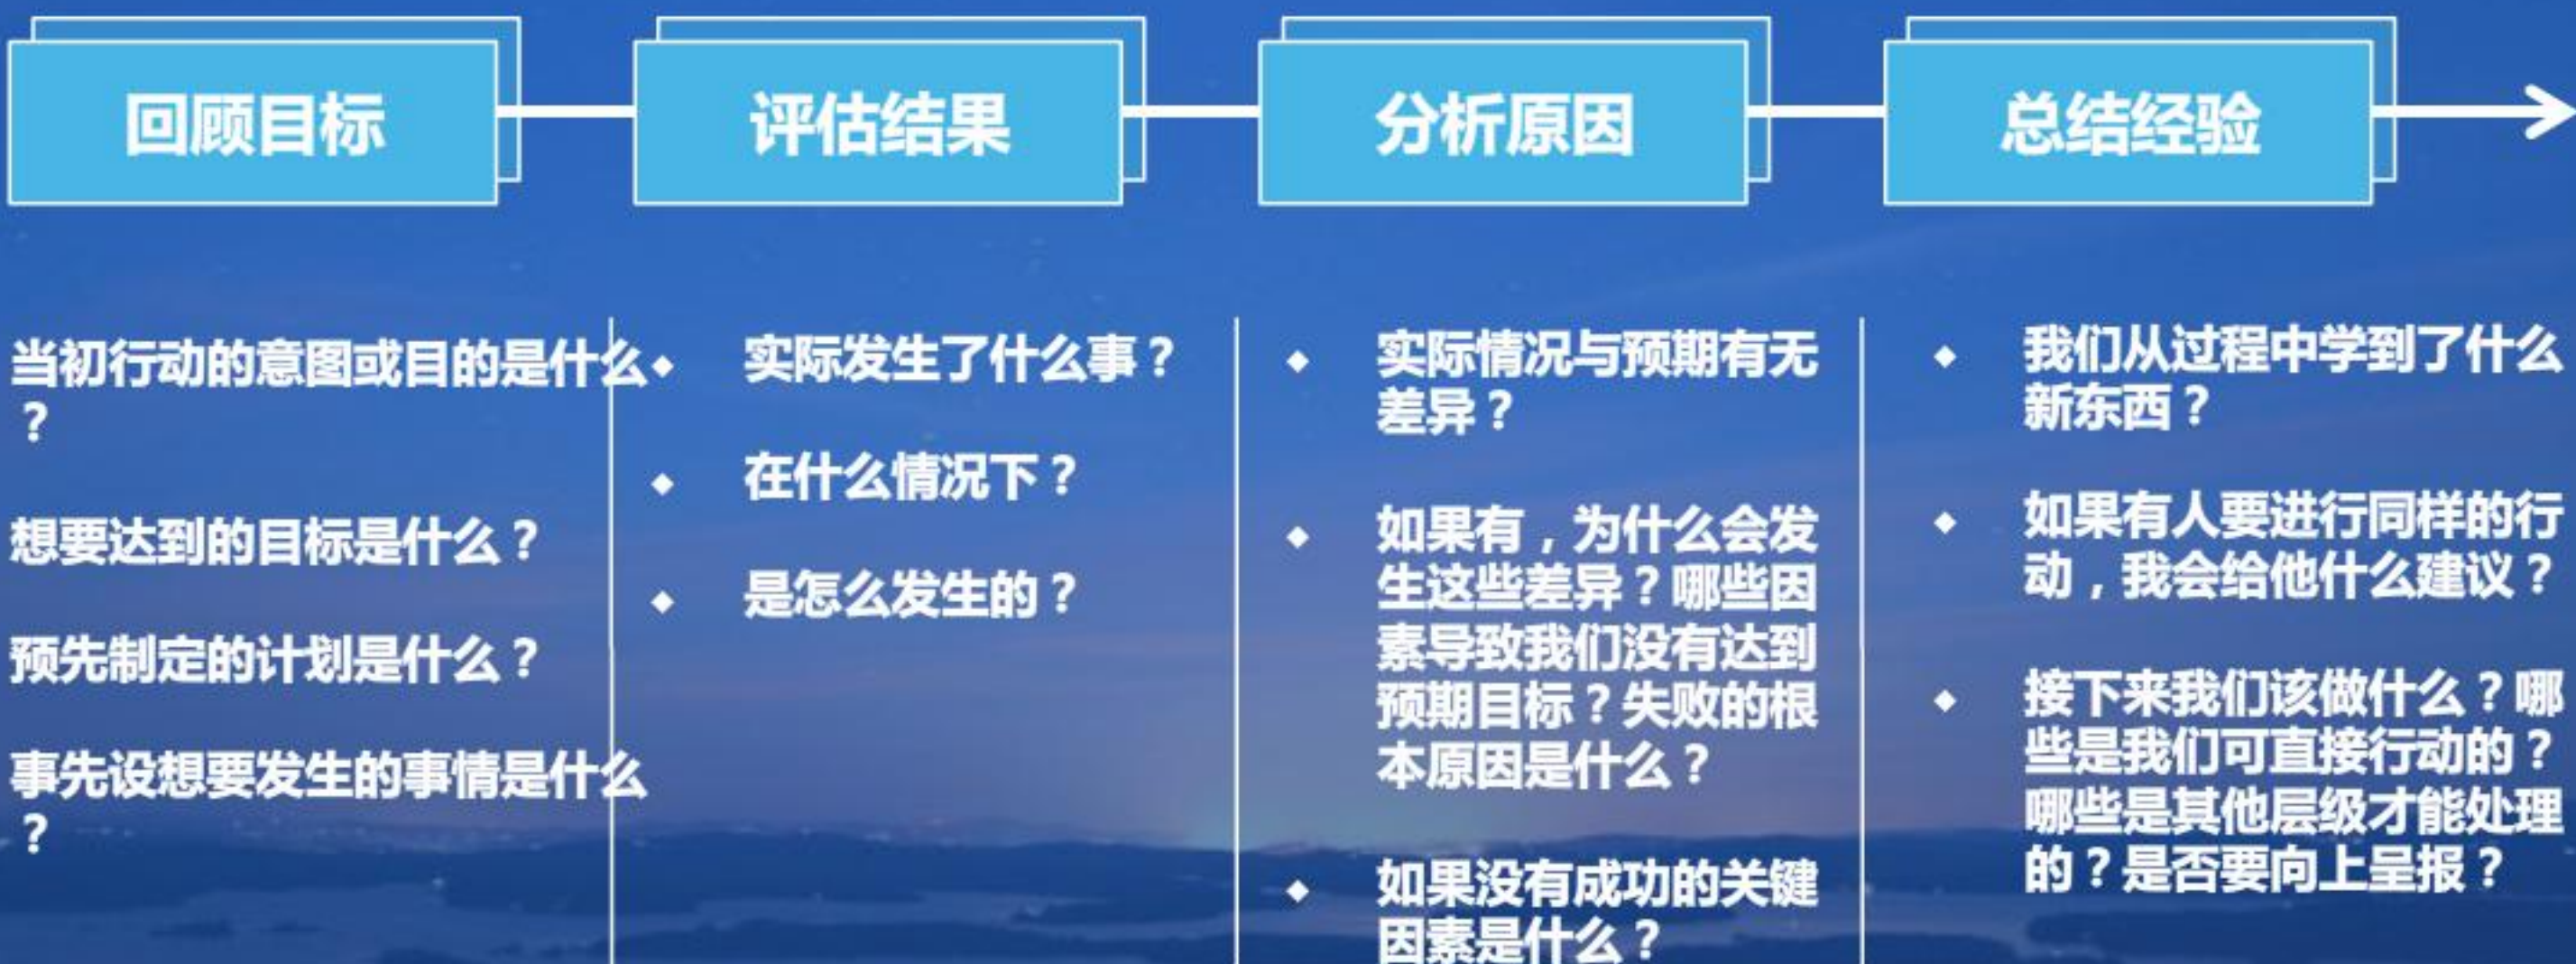 回顾目标
评估结果
分析原因
总结经验
当初行动的意图或目的是什么
？
想要达到的目标是什么？
预先制定的计划是什么？
事先设想要发生的事情是什么
？
实际发生了什么事？
在什么情况下？
是怎么发生的？
实际情况与预期有无
差异？
如果有，为什么会发
生这些差异？哪些因
素导致我们没有达到
预期目标？失败的根
本原因是什么？
如果没有成功的关键
因素是什么？
我们从过程中学到了什么
新东西？
如果有人要进行同样的行
动，我会给他什么建议？
接下来我们该做什么？哪
些是我们可直接行动的？
哪些是其他层级才能处理
的？是否要向上呈报？